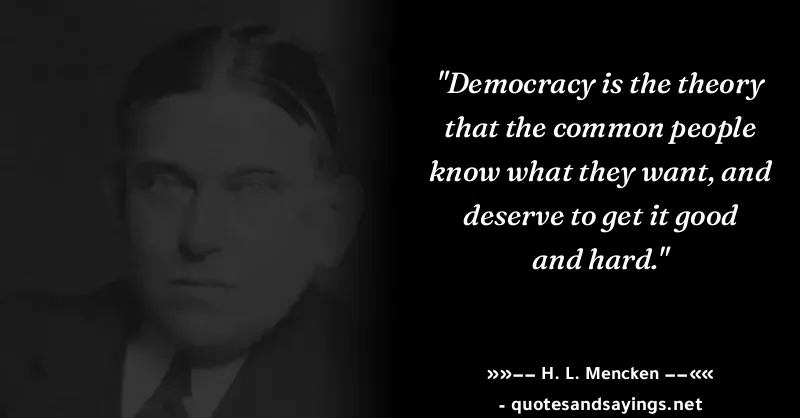 "Democracy is the theory
that the common people
know what they want, and
deserve to get it good
and hard."
»»–– H. L. Mencken ––««
- quotesandsayings.net